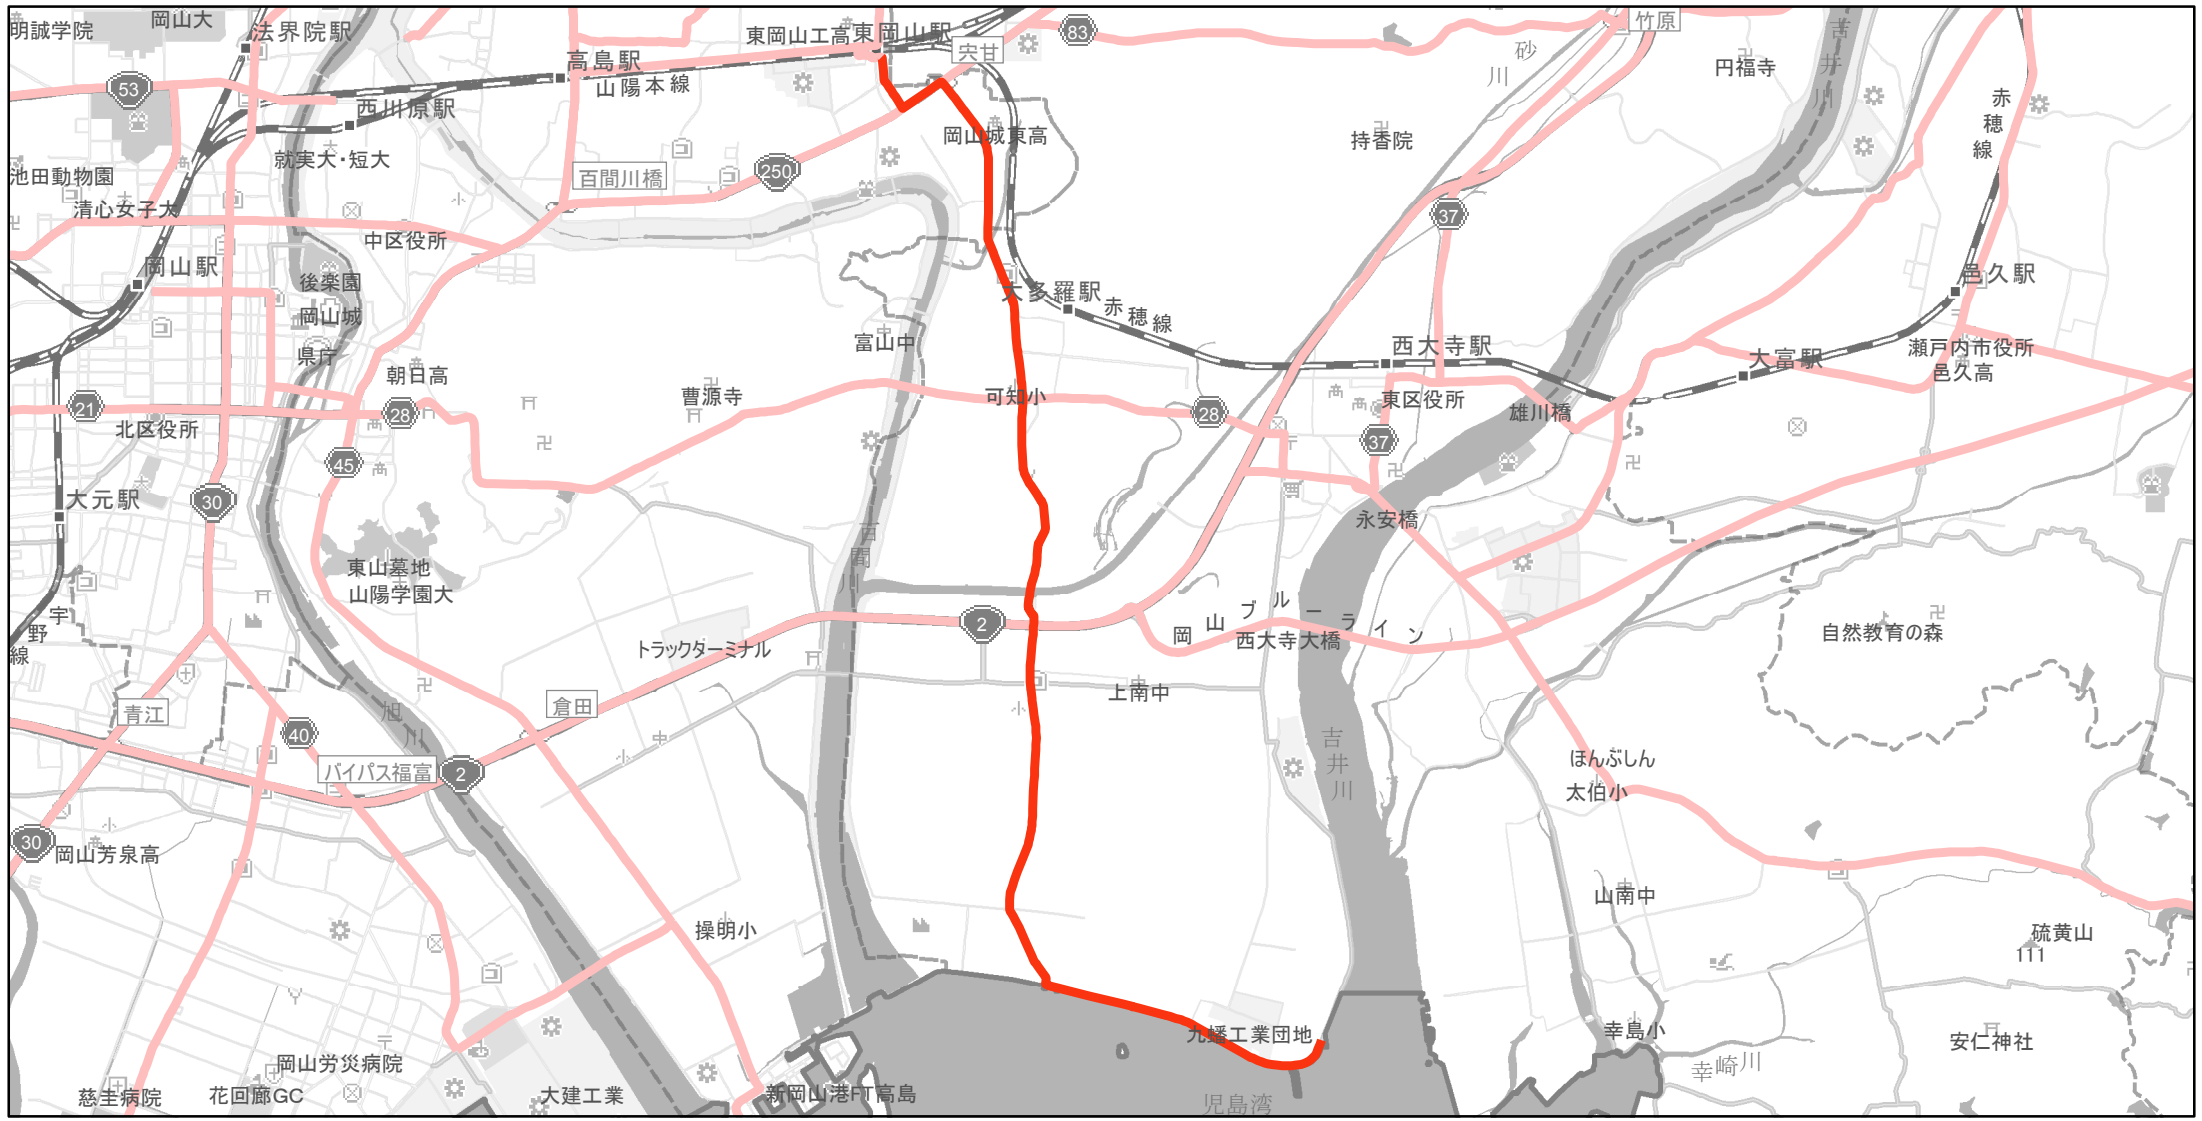 明誠学院
岡山大
法界院駅
東岡山工高
東岡山駅
宍甘
83
竹原
吉井川
砂川
円福寺
高島駅
山陽本線
53
西川原駅
赤穂線
岡山城東高
持香院
就実大・短大
池田動物園
百間川橋
250
清心女子大
37
中区役所
岡山駅
後楽園
大多羅駅
赤穂線
邑久駅
岡山城
富山中
県庁
西大寺駅
大富駅
瀬戸内市役所
邑久高
朝日高
曹源寺
可知小
東区役所
21
28
28
雄川橋
北区役所
37
45
大元駅
30
永安橋
百間川
東山墓地
山陽学園大
宇野線
2
岡山ブルーライン
西大寺大橋
自然教育の森
トラックターミナル
上南中
青江
倉田
旭川
40
吉井川
バイパス福富
2
ほんぶしん
太伯小
30
岡山芳泉高
山南中
操明小
硫黄山
111
九蟠工業団地
幸島小
安仁神社
岡山労災病院
幸崎川
慈圭病院
花回廊GC
大建工業
新岡山港FT高島
児島湾